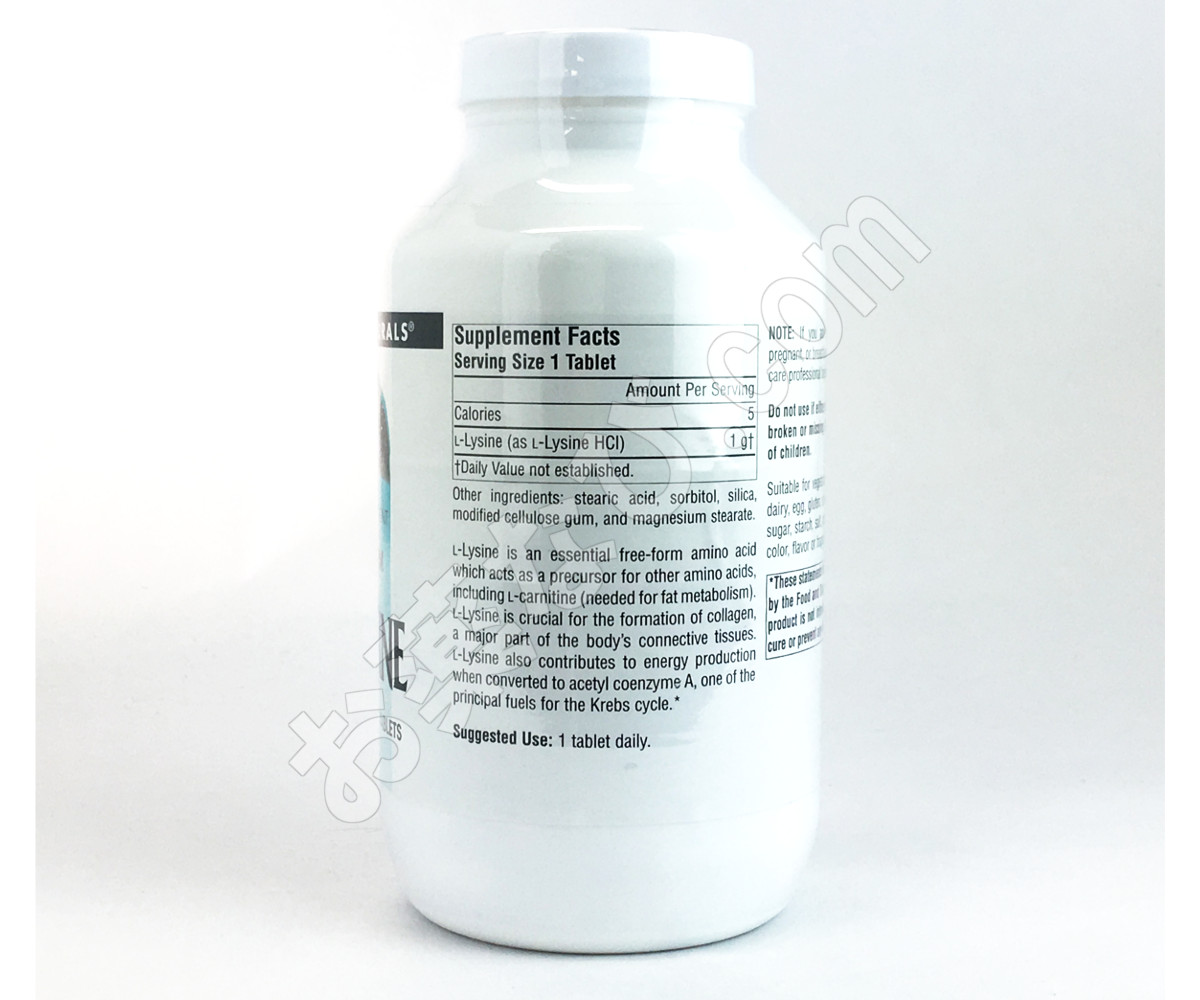 Supplement Facts
Serving Size 1 Tablet
Amount Per Serving
Calories 5
L-Lysine (as L-Lysine HCl) 1 g†
†Daily Value not established.
Other ingredients: stearic acid, sorbitol, silica,
modified cellulose gum, and magnesium stearate.
L-Lysine is an essential free-form amino acid
which acts as a precursor for other amino acids,
including L-carnitine (needed for fat metabolism).
L-Lysine is crucial for the formation of collagen,
a major part of the body's connective tissues.
L-Lysine also contributes to energy production
when converted to acetyl coenzyme A, one of the
principal fuels for the Krebs cycle.*
Suggested Use: 1 tablet daily.
NOTE: If you
pregnant, or
care professional
Do not use if
broken or
of children.
Suitable for
dairy, egg,
sugar, starch,
color, flavor or
*These
by the Food and
product is not
cure or prevent
お薬なび.com